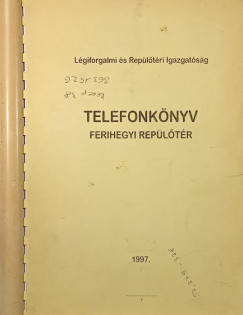 Légiforgalmi és Repülőtéri Igazgatóság
TELEFONKÖNYV
FERIHEGYI REPÜLŐTÉR
1997.